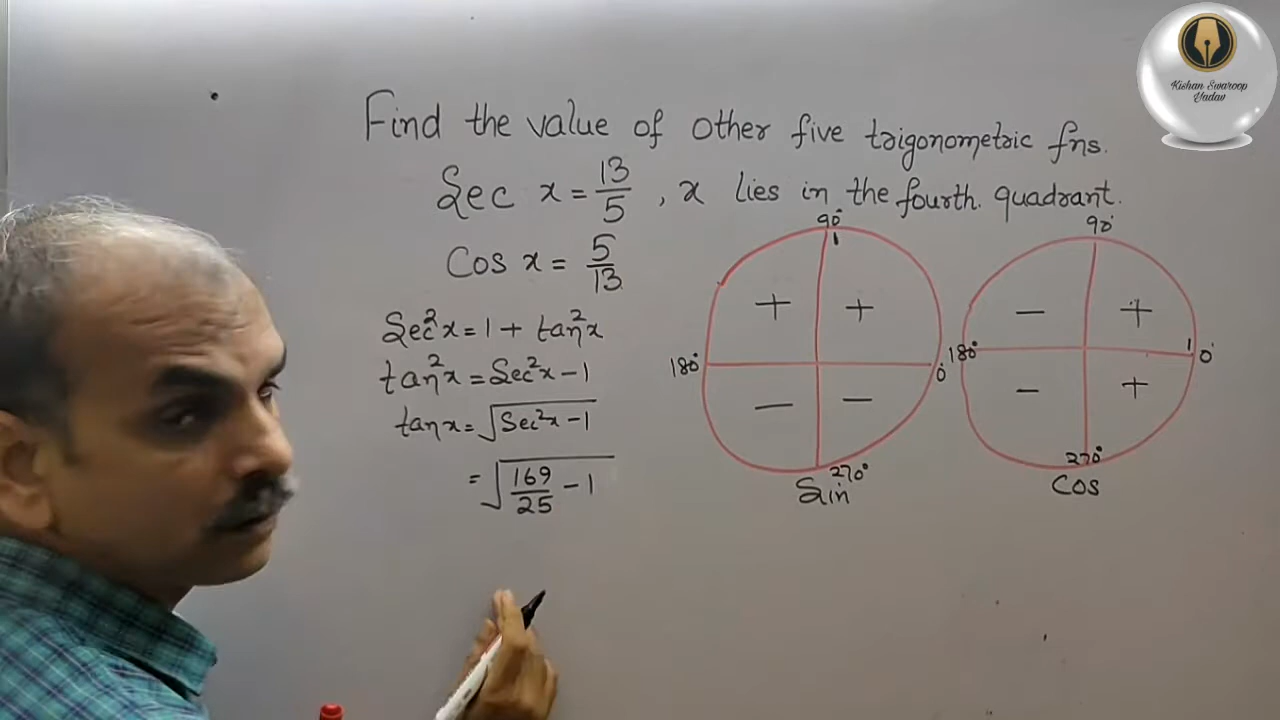 Kishan Swaroop
Yadav
Find the value of other five trigonometric fns.
Sec x = 13/5 , x lies in the fourth quadrant.
Cos x = 5/13
Sec²x = 1 + tan²x
tan²x = Sec²x - 1
tan x = √(Sec²x - 1)
= √(169/25 - 1)
90°
1
+ +
180° 0°
- -
270°
Sin
90°
- +
180° 1 0°
- +
270°
Cos